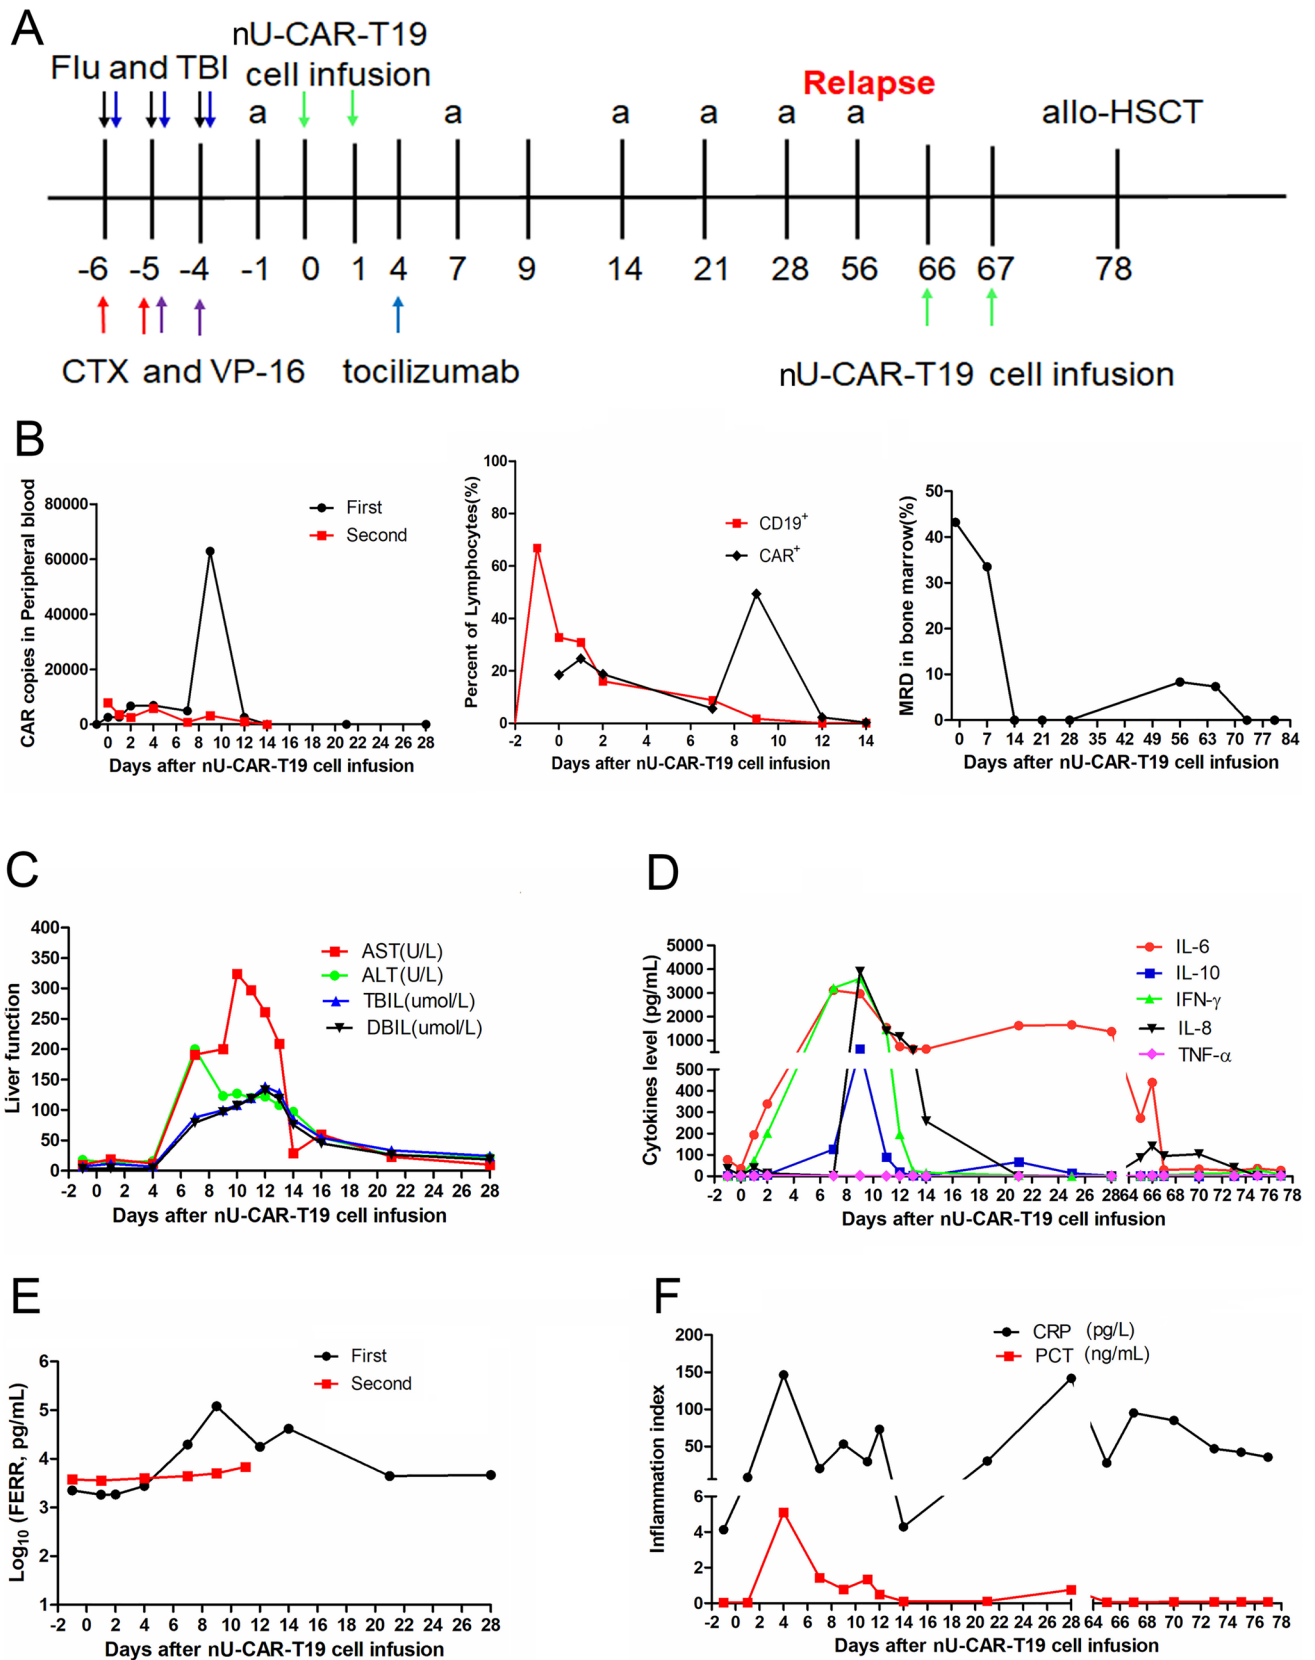 A
nU-CAR-T19
Flu and TBI cell infusion
Relapse
a a a a a a allo-HSCT
-6 -5 -4 -1 0 1 4 7 9 14 21 28 56 66 67 78
CTX and VP-16 tocilizumab nU-CAR-T19 cell infusion
B
CAR copies in Peripheral blood
80000
60000
40000
20000
0
First
Second
0 2 4 6 8 10 12 14 16 18 20 22 24 26 28
Days after nU-CAR-T19 cell infusion
Percent of Lymphocytes(%)
100
80
60
40
20
0
CD19+
CAR+
-2 0 2 4 6 8 10 12 14
Days after nU-CAR-T19 cell infusion
MRD in bone marrow(%)
50
40
30
20
10
0
0 7 14 21 28 35 42 49 56 63 70 77 84
Days after nU-CAR-T19 cell infusion
C
Liver function
400
350
300
250
200
150
100
50
0
AST(U/L)
ALT(U/L)
TBIL(umol/L)
DBIL(umol/L)
-2 0 2 4 6 8 10 12 14 16 18 20 22 24 26 28
Days after nU-CAR-T19 cell infusion
D
Cytokines level (pg/mL)
5000
4000
3000
2000
1000
500
400
300
200
100
0
IL-6
IL-10
IFN-γ
IL-8
TNF-α
-2 0 2 4 6 8 10 12 14 16 18 20 22 24 26 28 64 66 68 70 72 74 76 78
Days after nU-CAR-T19 cell infusion
E
Log10 (FERR, pg/mL)
6
5
4
3
2
1
First
Second
-2 0 2 4 6 8 10 12 14 16 18 20 22 24 26 28
Days after nU-CAR-T19 cell infusion
F
Inflammation index
200
150
100
50
6
4
2
0
CRP (pg/L)
PCT (ng/mL)
-2 0 2 4 6 8 10 12 14 16 18 20 22 24 26 28 64 66 68 70 72 74 76 78
Days after nU-CAR-T19 cell infusion